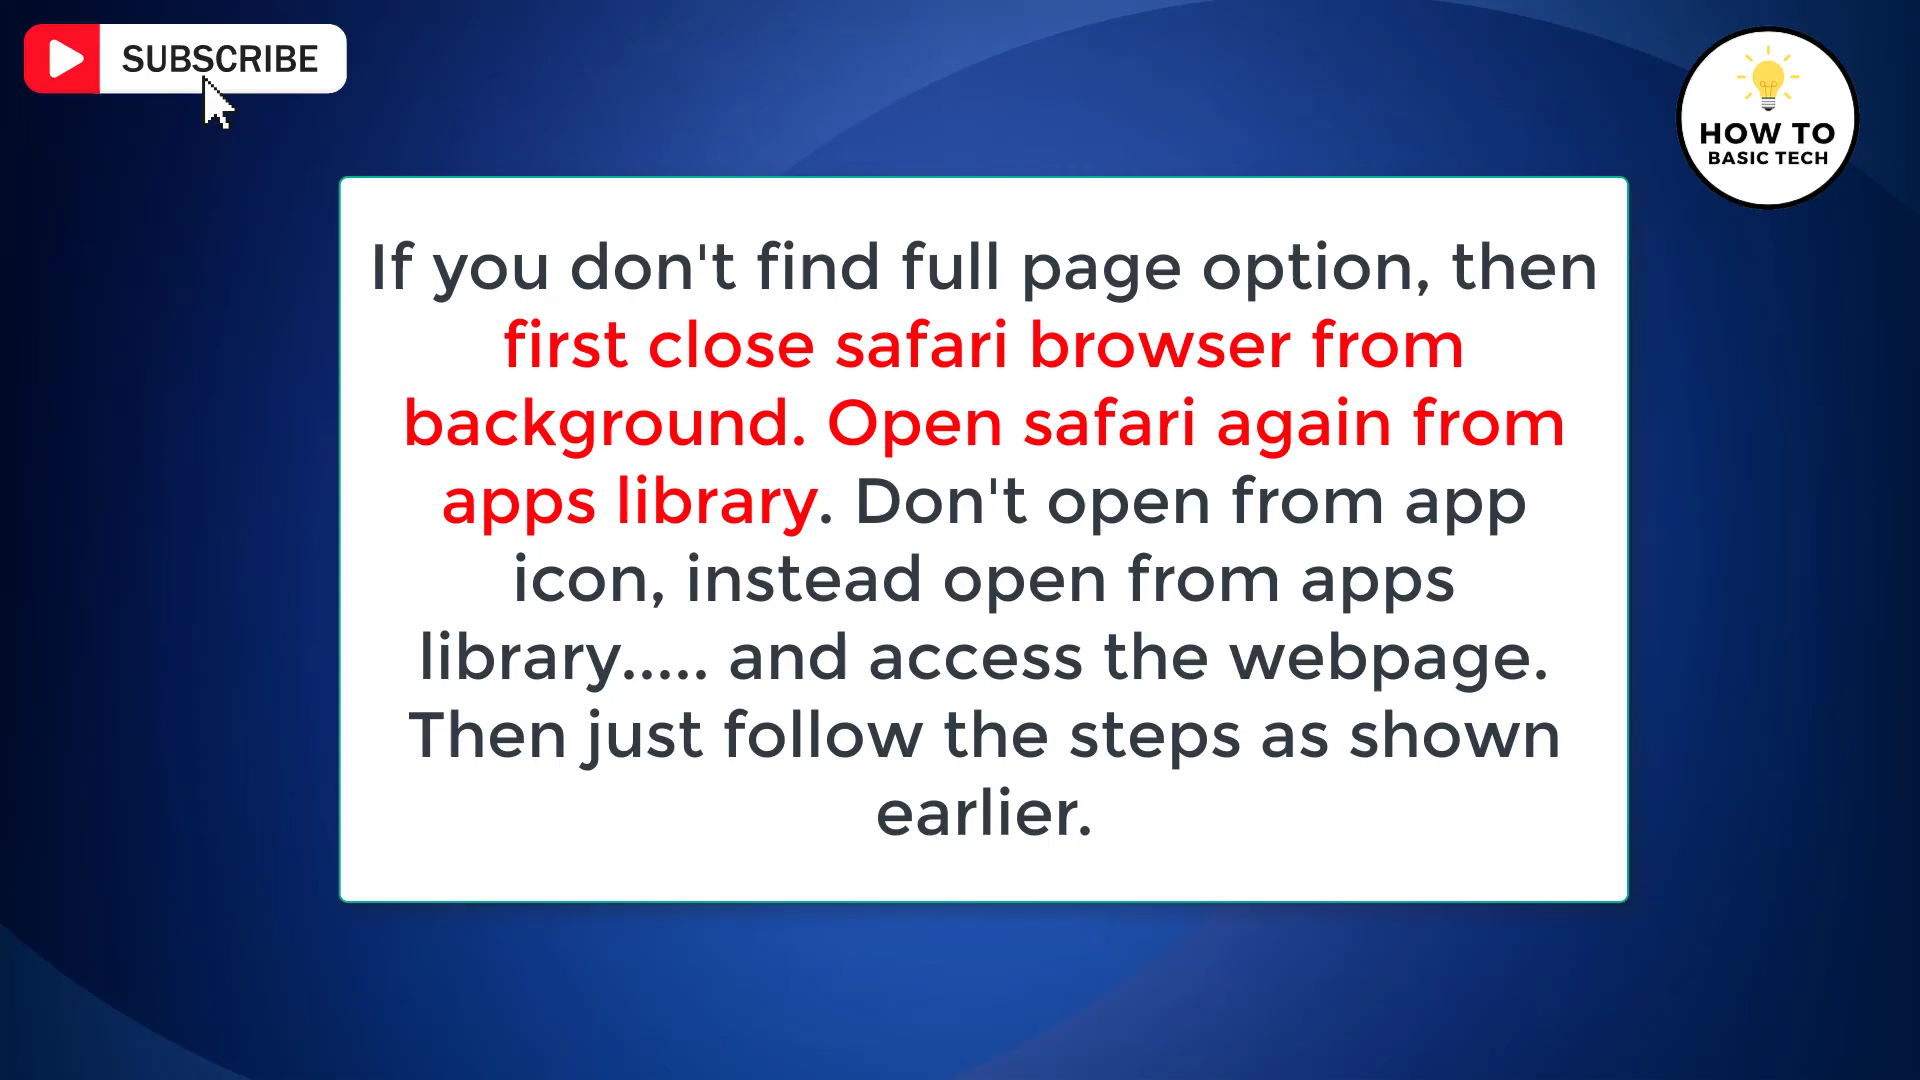 SUBSCRIBE
HOW TO
BASIC TECH
If you don't find full page option, then
first close safari browser from
background. Open safari again from
apps library. Don't open from app
icon, instead open from apps
library..... and access the webpage.
Then just follow the steps as shown
earlier.